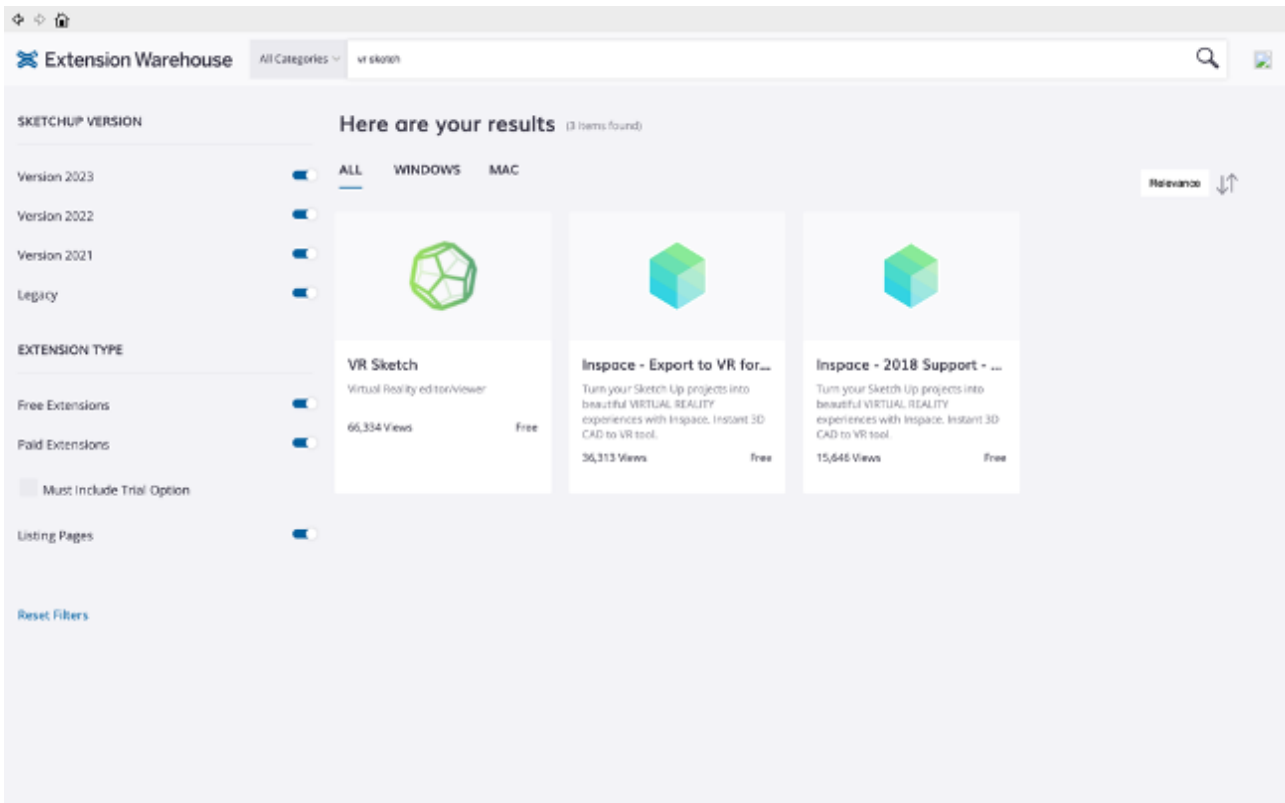 Extension Warehouse
All Categories
vr sketch
SKETCHUP VERSION
Version 2023
Version 2022
Version 2021
Legacy
EXTENSION TYPE
Free Extensions
Paid Extensions
Must Include Trial Option
Listing Pages
Reset Filters
Here are your results (3 items found)
ALL WINDOWS MAC
Relevance
VR Sketch
Virtual Reality editor/viewer
66,334 Views Free
Inspace - Export to VR for...
Turn your Sketch Up projects into
beautiful VIRTUAL REALITY
experiences with Inspace. Instant 3D
CAD to VR tool.
36,313 Views Free
Inspace - 2018 Support - ...
Turn your Sketch Up projects into
beautiful VIRTUAL REALITY
experiences with Inspace. Instant 3D
CAD to VR tool.
15,646 Views Free